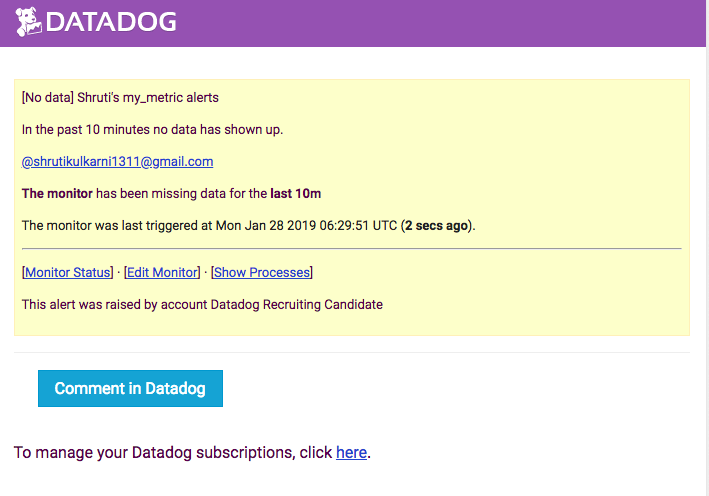 DATADOG
[No data] Shruti's my_metric alerts
In the past 10 minutes no data has shown up.
@shrutikulkarni1311@gmail.com
The monitor has been missing data for the last 10m
The monitor was last triggered at Mon Jan 28 2019 06:29:51 UTC (2 secs ago).
[Monitor Status] · [Edit Monitor] · [Show Processes]
This alert was raised by account Datadog Recruiting Candidate
Comment in Datadog
To manage your Datadog subscriptions, click here.